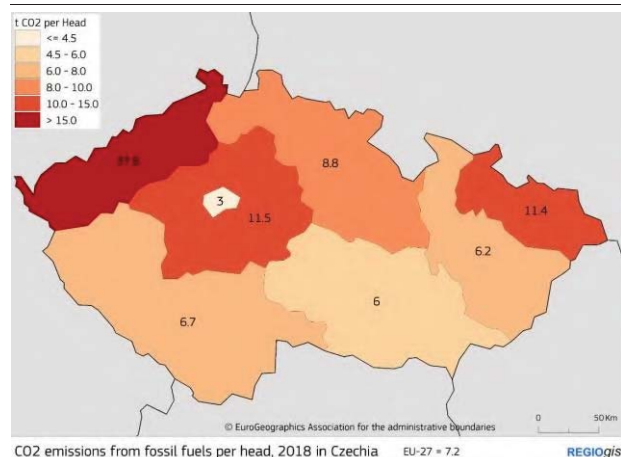 t CO2 per Head
<= 4.5
4.5 - 6.0
6.0 - 8.0
8.0 - 10.0
10.0 - 15.0
> 15.0
8.8
3
11.5
11.4
6.2
6.7
6
© EuroGeographics Association for the administrative boundaries
0 50 Km
CO2 emissions from fossil fuels per head, 2018 in Czechia EU-27 = 7.2 REGIOgis